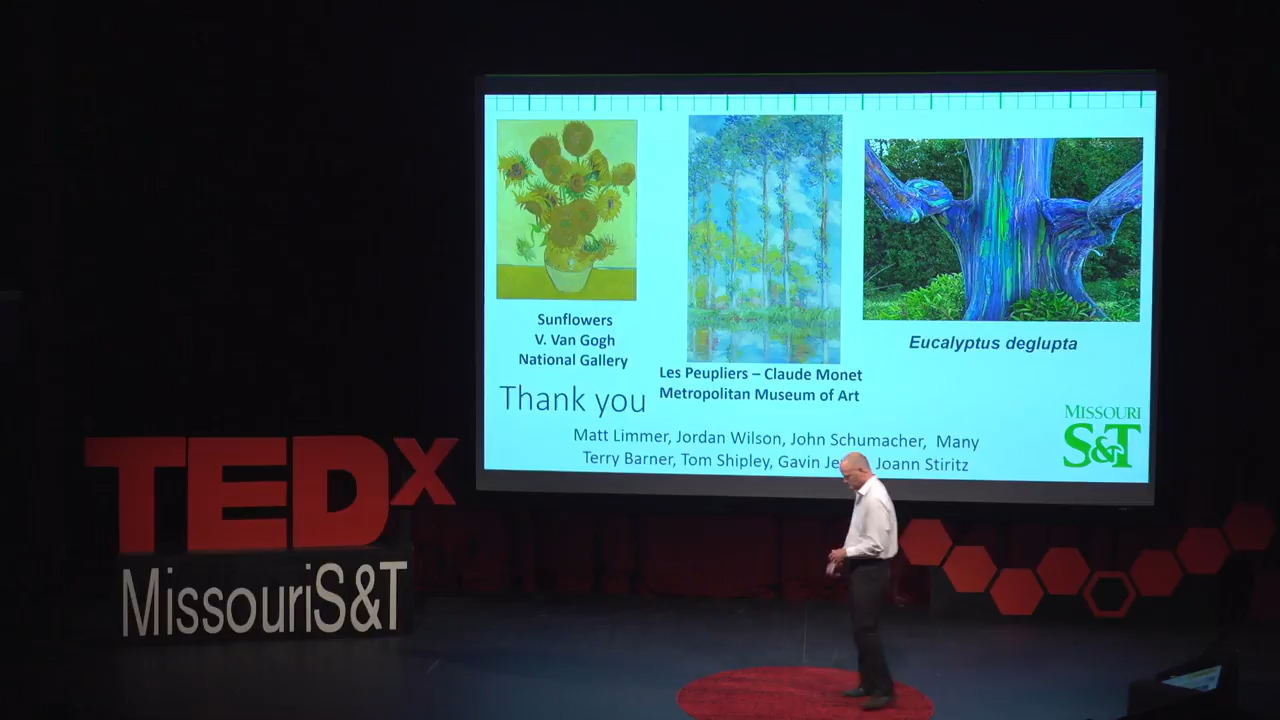 Sunflowers
V. Van Gogh
National Gallery
Les Peupliers – Claude Monet
Metropolitan Museum of Art
Eucalyptus deglupta
Thank you
Matt Limmer, Jordan Wilson, John Schumacher, Many
Terry Barner, Tom Shipley, Gavin Joann Stiritz
MISSOURI
S&T
TEDx
MissouriS&T